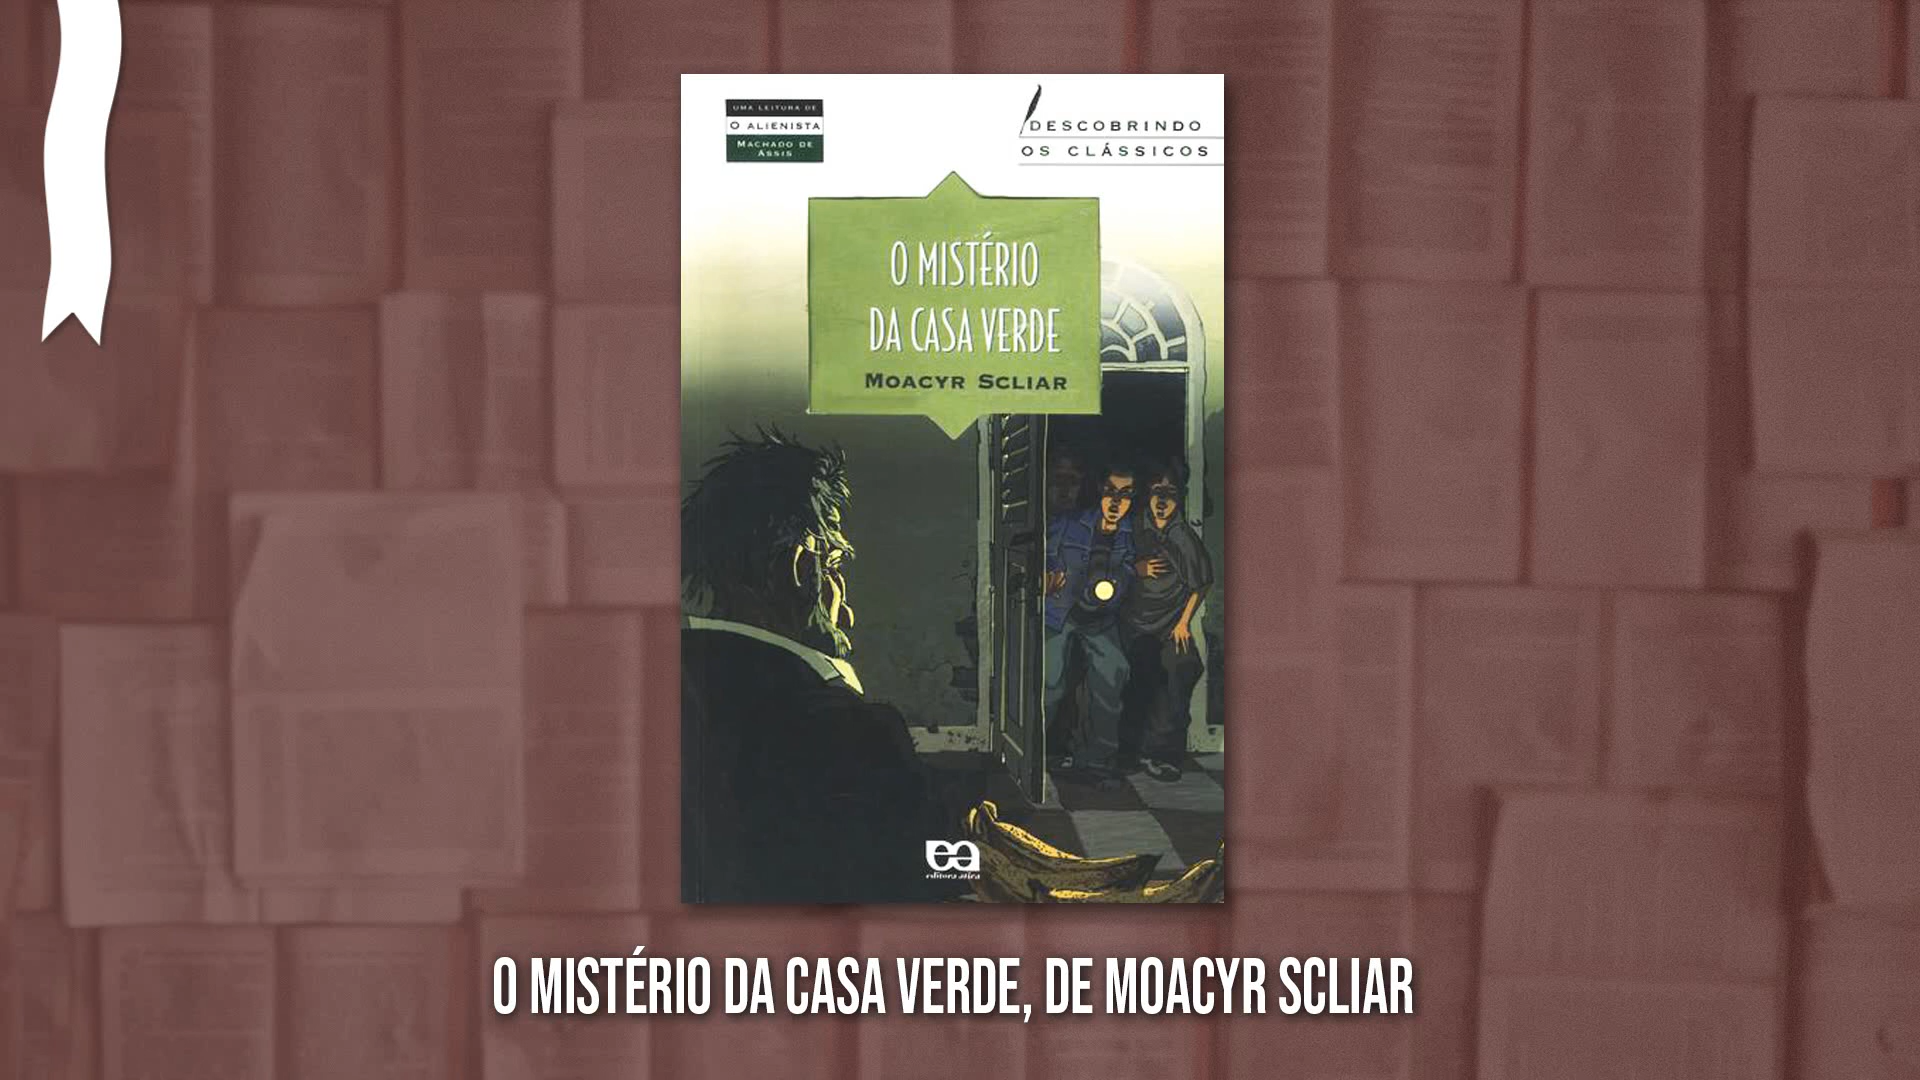 UMA LEITURA DE
O ALIENISTA
MACHADO DE
ASSIS
DESCOBRINDO
OS CLÁSSICOS
O MISTÉRIO
DA CASA VERDE
MOACYR SCLIAR
ea
editora ática
O MISTÉRIO DA CASA VERDE, DE MOACYR SCLIAR